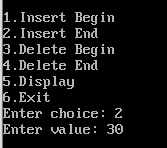 1.Insert Begin
2.Insert End
3.Delete Begin
4.Delete End
5.Display
6.Exit
Enter choice: 2
Enter value: 30